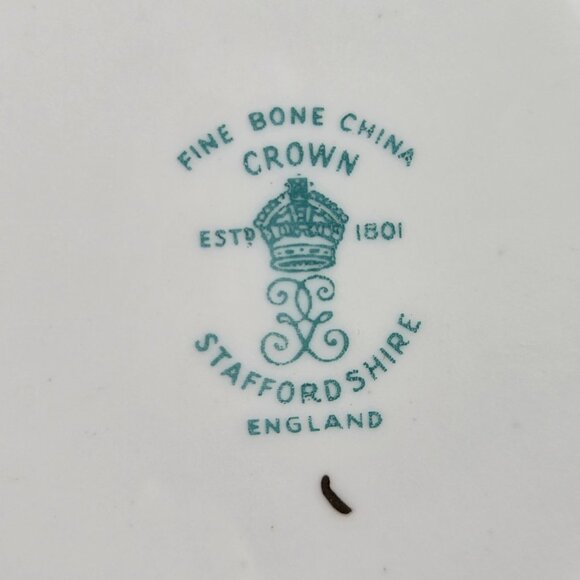 FINE BONE CHINA
CROWN
ESTD 1801
STAFFORDSHIRE
ENGLAND